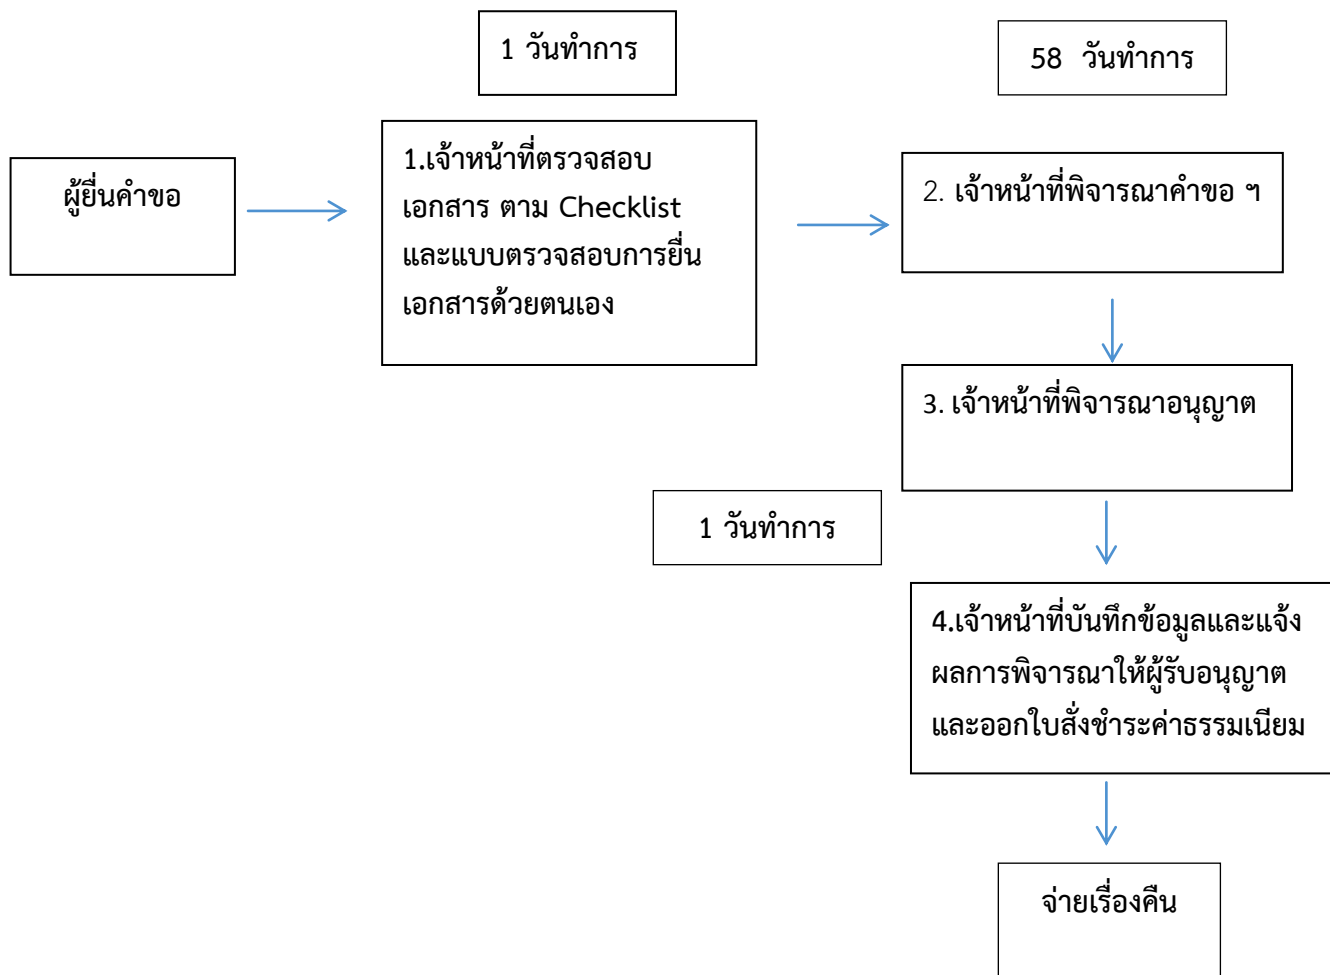 1 วันทำการ
58 วันทำการ
ผู้ยื่นคำขอ
1.เจ้าหน้าที่ตรวจสอบ
เอกสาร ตาม Checklist
และแบบตรวจสอบการยื่น
เอกสารด้วยตนเอง
2. เจ้าหน้าที่พิจารณาคำขอ ฯ
3. เจ้าหน้าที่พิจารณาอนุญาต
1 วันทำการ
4.เจ้าหน้าที่บันทึกข้อมูลและแจ้ง
ผลการพิจารณาให้ผู้รับอนุญาต
และออกใบสั่งชำระค่าธรรมเนียม
จ่ายเรื่องคืน